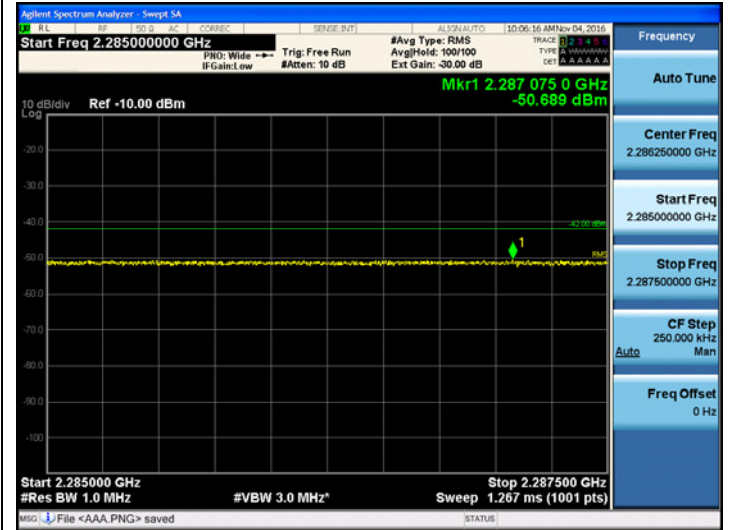 Agilent Spectrum Analyzer - Swept SA
RL RF 50 Ω AC CORREC SENSE:INT ALIGN AUTO 10:06:16 AM Nov 04, 2016
Start Freq 2.285000000 GHz
PNO: Wide
IFGain:Low
Trig: Free Run
#Atten: 10 dB
#Avg Type: RMS
Avg|Hold: 100/100
Ext Gain: -30.00 dB
TRACE 1 2 3 4 5 6
TYPE A
DET A A A A A A
Mkr1 2.287 075 0 GHz
-50.689 dBm
10 dB/div Ref -10.00 dBm
Log
-20.0
-30.0
-40.0
-42.00 dBm
1
-50.0
RMS
-60.0
-70.0
-80.0
-90.0
-100
Start 2.285000 GHz Stop 2.287500 GHz
#Res BW 1.0 MHz #VBW 3.0 MHz* Sweep 1.267 ms (1001 pts)
MSG File <AAA.PNG> saved STATUS
Frequency
Auto Tune
Center Freq
2.286250000 GHz
Start Freq
2.285000000 GHz
Stop Freq
2.287500000 GHz
CF Step
250.000 kHz
Auto Man
Freq Offset
0 Hz